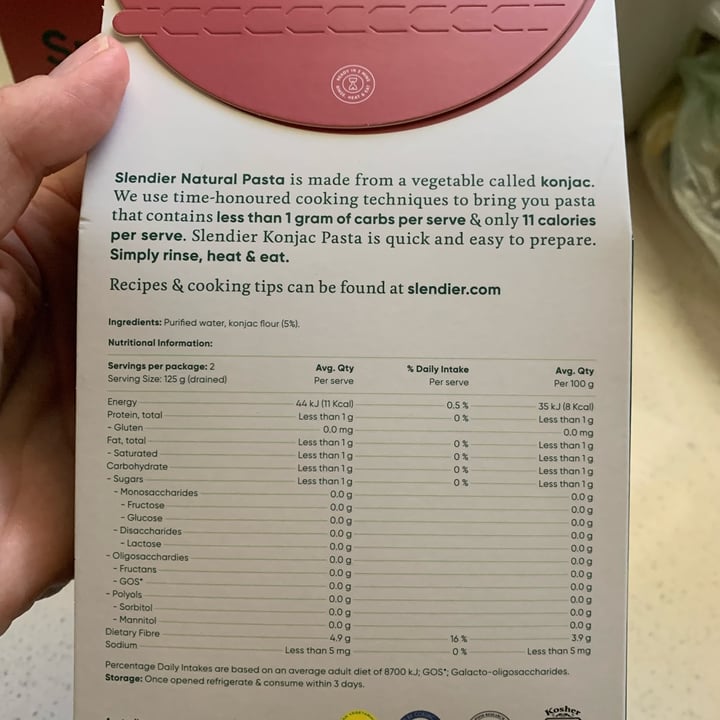 READY IN 2 MINS
RINSE, HEAT & EAT
Slendier Natural Pasta is made from a vegetable called konjac.
We use time-honoured cooking techniques to bring you pasta
that contains less than 1 gram of carbs per serve & only 11 calories
per serve. Slendier Konjac Pasta is quick and easy to prepare.
Simply rinse, heat & eat.
Recipes & cooking tips can be found at slendier.com
Ingredients: Purified water, konjac flour (5%).
Nutritional Information:
Servings per package: 2 Avg. Qty % Daily Intake Avg. Qty
Serving Size: 125 g (drained) Per serve Per serve Per 100 g
Energy 44 kJ (11 Kcal) 0.5 % 35 kJ (8 Kcal)
Protein, total Less than 1 g 0 % Less than 1 g
- Gluten 0.0 mg 0.0 mg
Fat, total Less than 1 g 0 % Less than 1 g
- Saturated Less than 1 g 0 % Less than 1 g
Carbohydrate Less than 1 g 0 % Less than 1 g
- Sugars Less than 1 g 0 % Less than 1 g
- Monosaccharides 0.0 g 0.0 g
- Fructose 0.0 g 0.0 g
- Glucose 0.0 g 0.0 g
- Disaccharides 0.0 g 0.0 g
- Lactose 0.0 g 0.0 g
- Oligosacchardies 0.0 g 0.0 g
- Fructans 0.0 g 0.0 g
- GOS* 0.0 g 0.0 g
- Polyols 0.0 g 0.0 g
- Sorbitol 0.0 g 0.0 g
- Mannitol 0.0 g 0.0 g
Dietary Fibre 4.9 g 16 % 3.9 g
Sodium Less than 5 mg 0 % Less than 5 mg
Percentage Daily Intakes are based on an average adult diet of 8700 kJ; GOS*; Galacto-oligosaccharides.
Storage: Once opened refrigerate & consume within 3 days.
Kosher